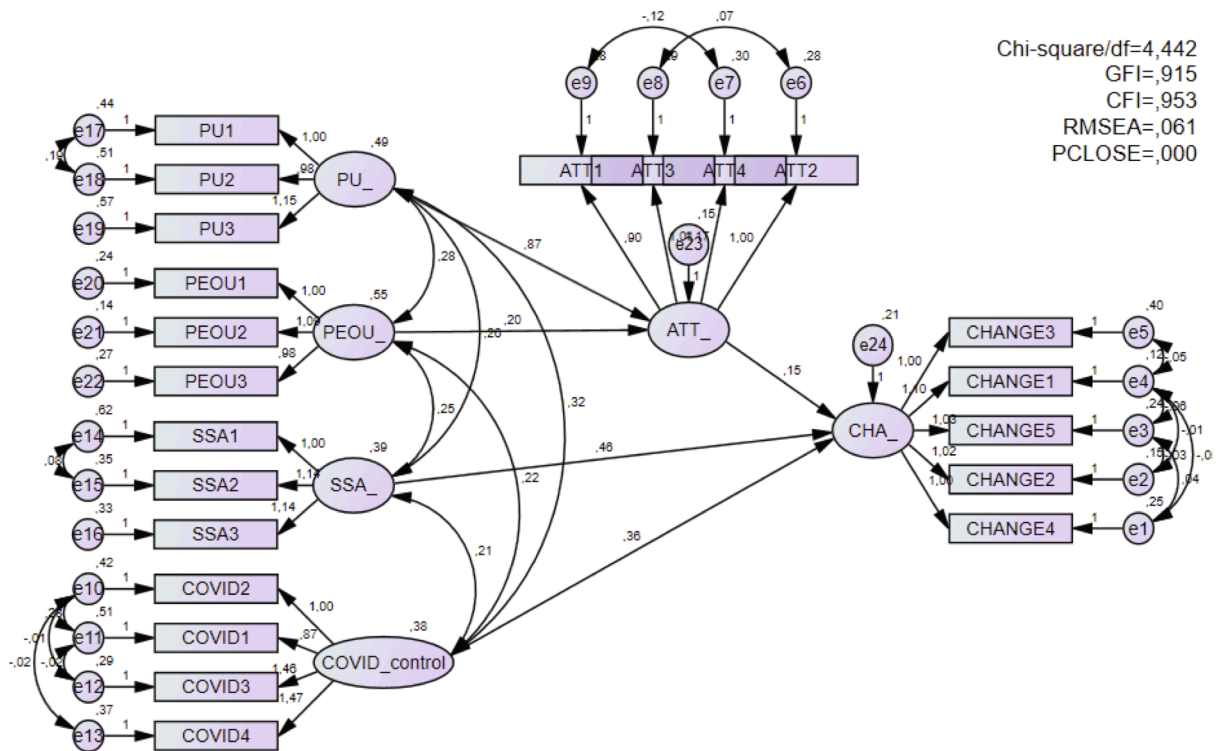 Chi-square/df=4,442
GFI=,915
CFI=,953
RMSEA=,061
PCLOSE=,000
-,12
,07
,30
,28
e9
e8
e7
e6
1
1
1
1
ATT1
ATT3
ATT4
ATT2
,90
,15
1,00
e23
1
ATT_
,44
e17
1
PU1
1,00
,19
,51
e18
1
PU2
,98
,49
PU_
,57
e19
1
PU3
1,15
,87
,28
,24
e20
1
PEOU1
1,00
,14
e21
1
PEOU2
1,09
,55
PEOU_
,20
,27
e22
1
PEOU3
,98
,25
,32
,15
,62
e14
1
SSA1
1,00
,08
,35
e15
1
SSA2
1,14
,39
SSA_
,46
,33
e16
1
SSA3
1,14
,22
,21
,36
,42
e10
1
COVID2
1,00
,51
e11
1
COVID1
,87
,38
COVID_control
-,01
-,02
,29
e12
1
COVID3
1,46
,37
e13
1
COVID4
1,47
,21
e24
1
CHA_
1,00
CHANGE3
1
e5
,40
1,10
CHANGE1
1
e4
,12
-,05
1,03
CHANGE5
1
e3
,24
1,02
CHANGE2
1
e2
,15
-,03
-,01
CHANGE4
1
e1
,25
,04